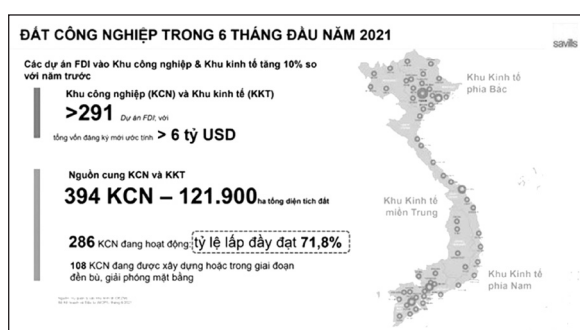 ĐẤT CÔNG NGHIỆP TRONG 6 THÁNG ĐẦU NĂM 2021
savills
Các dự án FDI vào Khu công nghiệp & Khu kinh tế tăng 10% so
với năm trước
Khu công nghiệp (KCN) và Khu kinh tế (KKT)
>291 Dự án FDI, với
tổng vốn đăng ký mới ước tính > 6 tỷ USD
Nguồn cung KCN và KKT
394 KCN – 121.900 ha tổng diện tích đất
286 KCN đang hoạt động: tỷ lệ lấp đầy đạt 71,8%
108 KCN đang được xây dựng hoặc trong giai đoạn
đền bù, giải phóng mặt bằng
Khu Kinh tế
phía Bắc
Khu Kinh tế
miền Trung
Khu Kinh tế
phía Nam